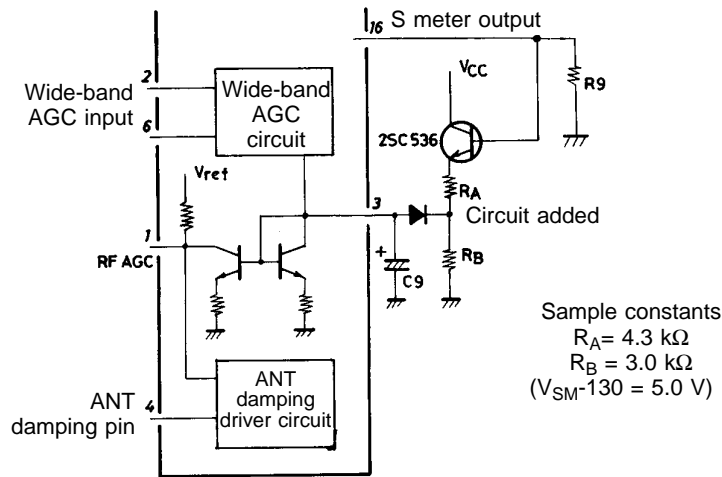 16 S meter output
VCC
R9
2
Wide-band
AGC input
6
Wide-band
AGC
circuit
2SC536
RA
Vref
3
Circuit added
1
RF AGC
RB
+
C9
Sample constants
RA= 4.3 kΩ
RB = 3.0 kΩ
(VSM-130 = 5.0 V)
ANT
damping pin
4
ANT
damping
driver circuit